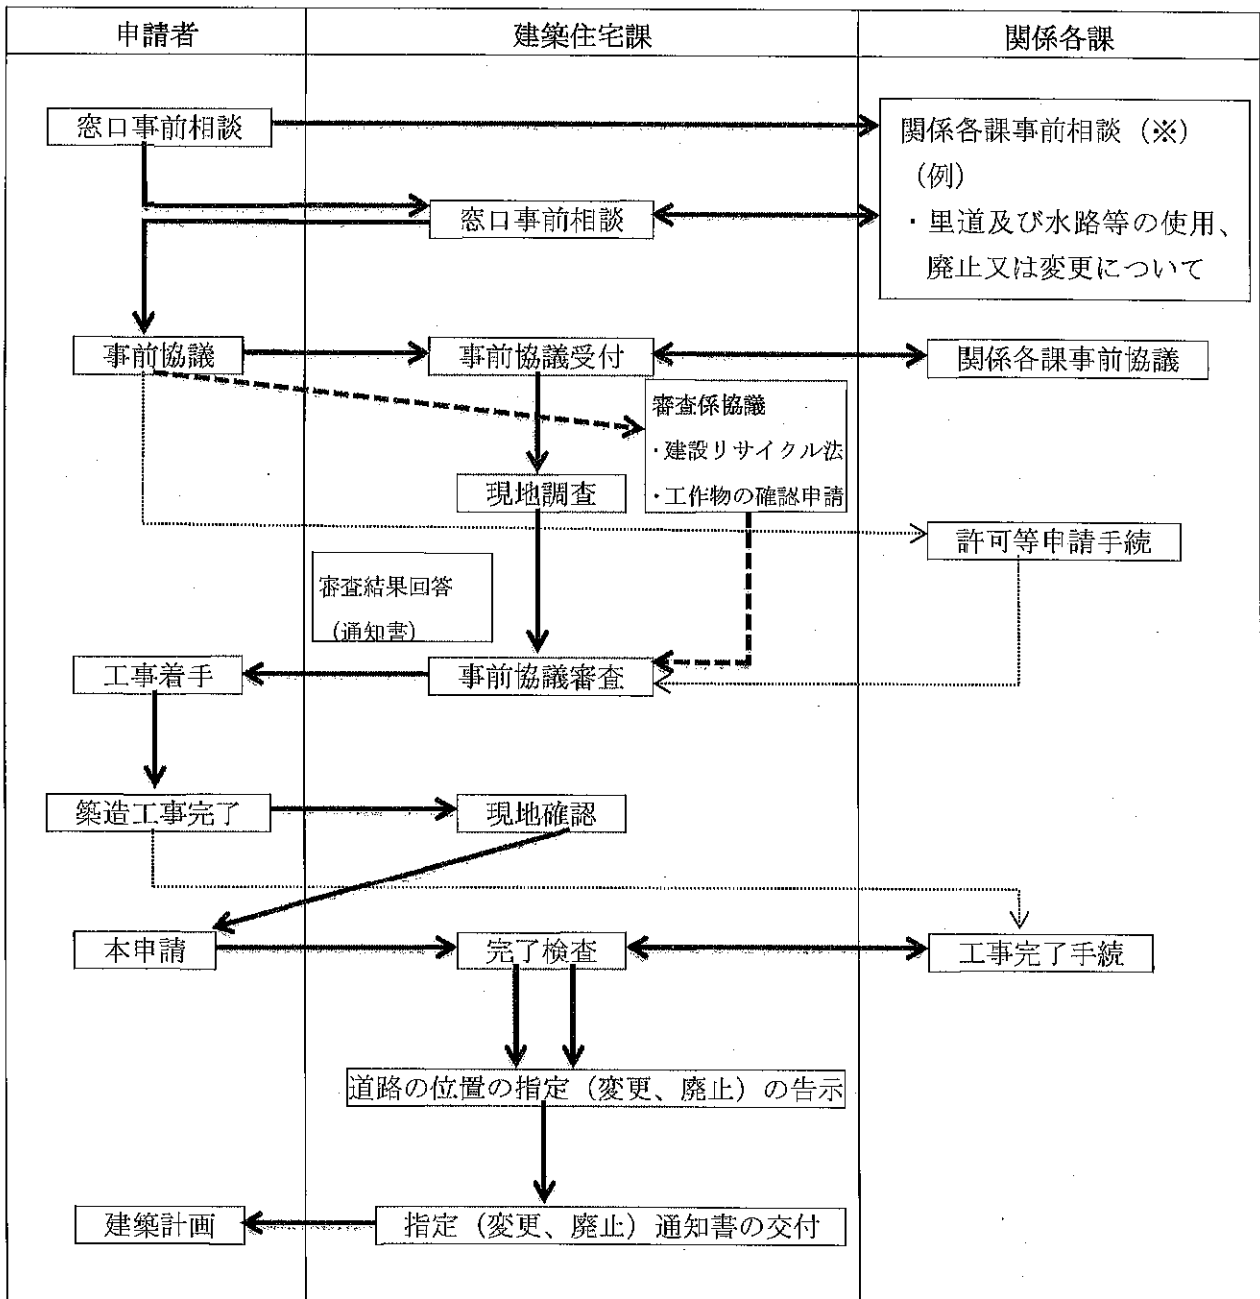 申請者
建築住宅課
関係各課
窓口事前相談
関係各課事前相談（※）
（例）
・里道及び水路等の使用、
廃止又は変更について
窓口事前相談
事前協議
事前協議受付
関係各課事前協議
審査係協議
・建設リサイクル法
・工作物の確認申請
現地調査
許可等申請手続
審査結果回答
（通知書）
工事着手
事前協議審査
築造工事完了
現地確認
本申請
完了検査
工事完了手続
道路の位置の指定（変更、廃止）の告示
建築計画
指定（変更、廃止）通知書の交付